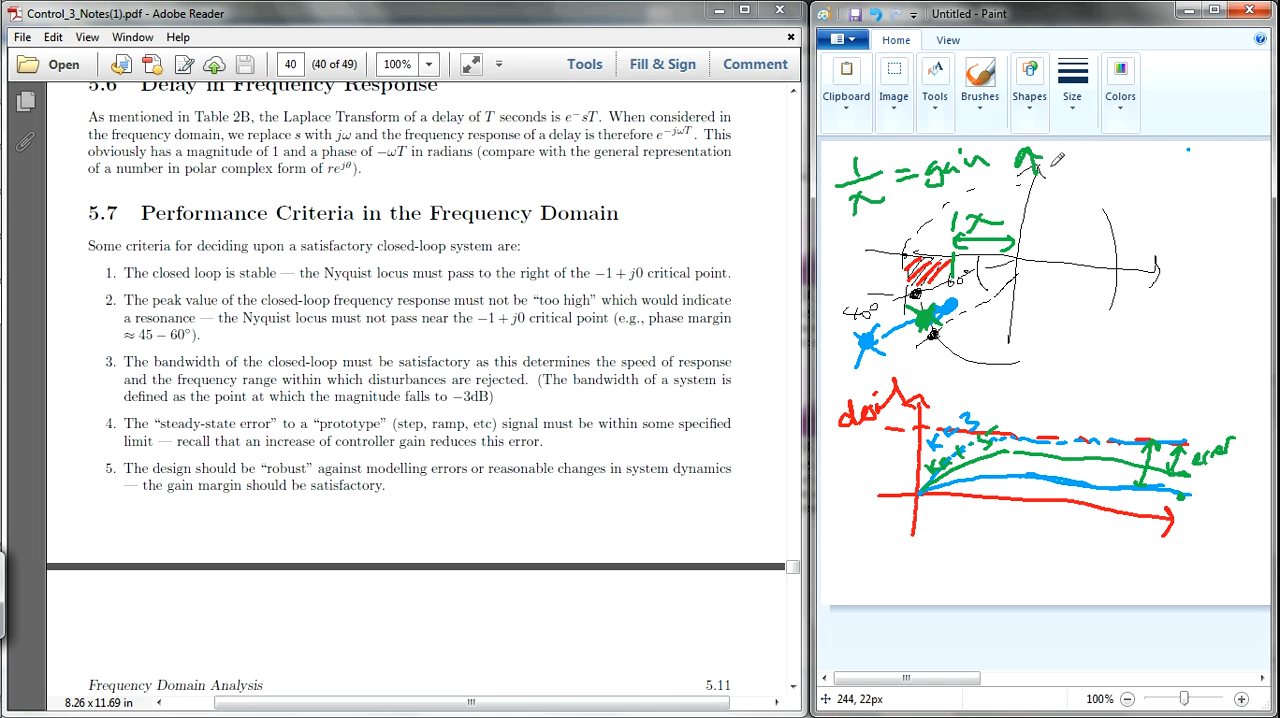 Control_3_Notes(1).pdf - Adobe Reader
File Edit View Window Help
Open
40 (40 of 49) 100% Tools Fill & Sign Comment
5.6 Delay in Frequency Response
As mentioned in Table 2B, the Laplace Transform of a delay of T seconds is e⁻sT. When considered in
the frequency domain, we replace s with jω and the frequency response of a delay is therefore e^{−jωT}. This
obviously has a magnitude of 1 and a phase of −ωT in radians (compare with the general representation
of a number in polar complex form of re^{jθ}).
5.7 Performance Criteria in the Frequency Domain
Some criteria for deciding upon a satisfactory closed-loop system are:
1. The closed loop is stable — the Nyquist locus must pass to the right of the −1 + j0 critical point.
2. The peak value of the closed-loop frequency response must not be “too high” which would indicate
a resonance — the Nyquist locus must not pass near the −1 + j0 critical point (e.g., phase margin
≈ 45 − 60°).
3. The bandwidth of the closed-loop must be satisfactory as this determines the speed of response
and the frequency range within which disturbances are rejected. (The bandwidth of a system is
defined as the point at which the magnitude falls to −3dB)
4. The “steady-state error” to a “prototype” (step, ramp, etc) signal must be within some specified
limit — recall that an increase of controller gain reduces this error.
5. The design should be “robust” against modelling errors or reasonable changes in system dynamics
— the gain margin should be satisfactory.
Frequency Domain Analysis 5.11
8.26 x 11.69 in
Untitled - Paint
Home View
Clipboard Image Tools Brushes Shapes Size Colors
1/x = gain
x
60°
40°
error
244, 22px 100%